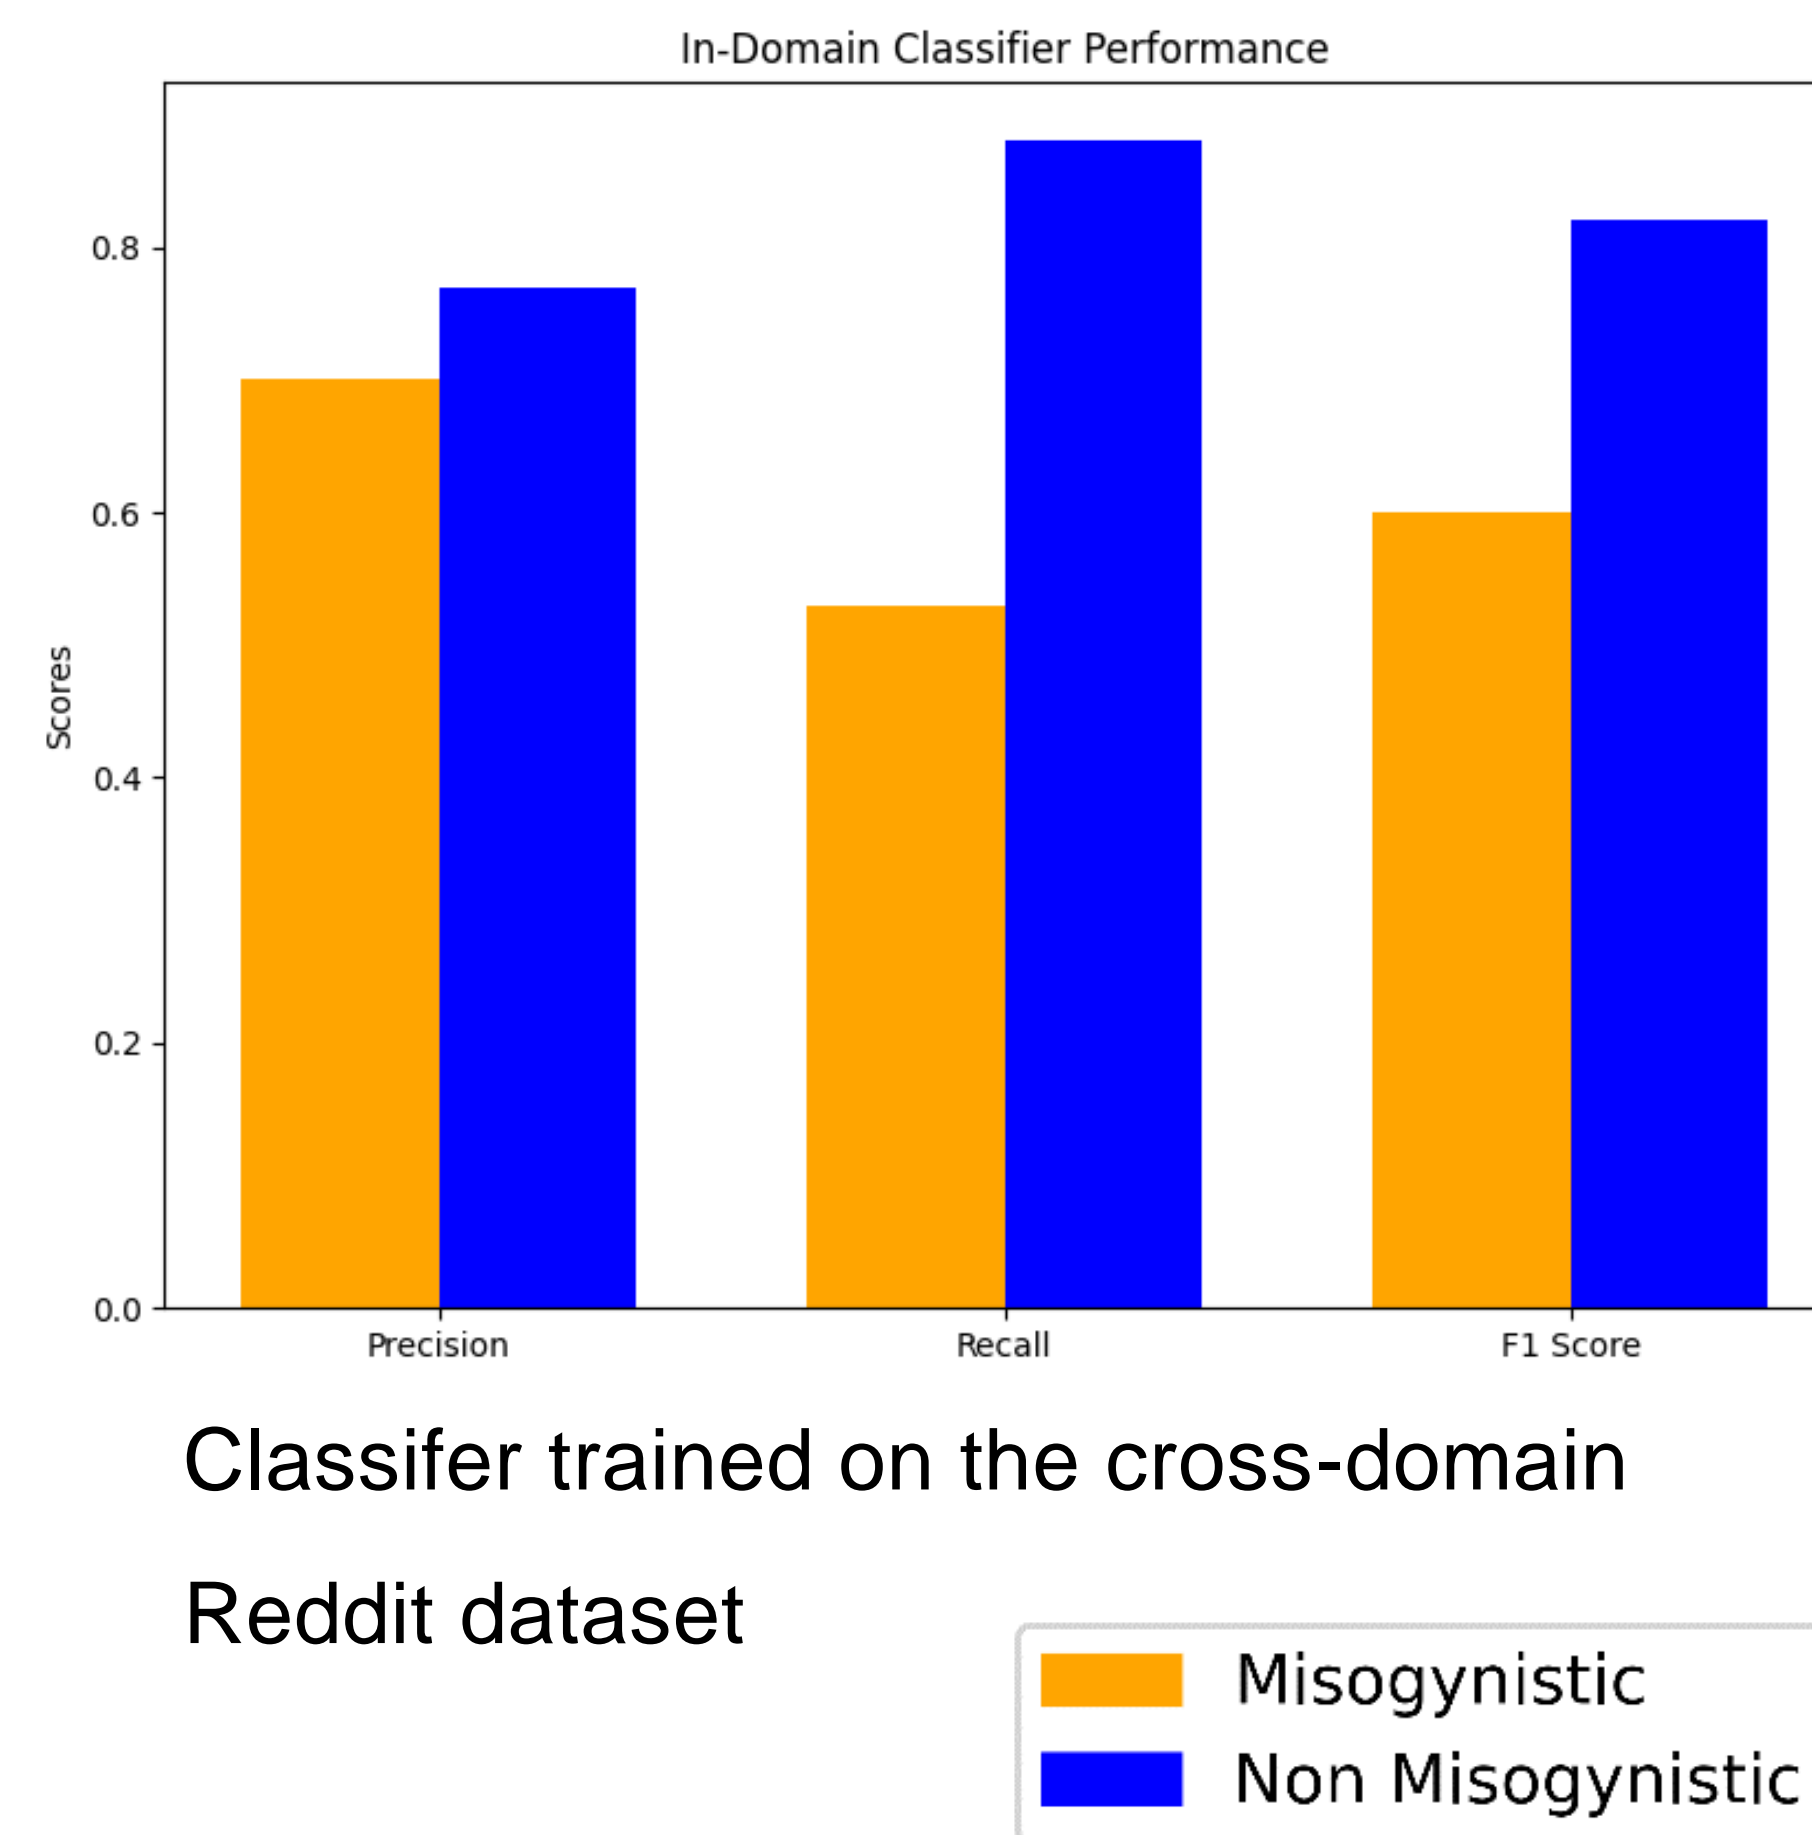 In-Domain Classifier Performance
Scores
0.8
0.6
0.4
0.2
0.0
Precision Recall F1 Score
Classifer trained on the cross-domain
Reddit dataset
Misogynistic
Non Misogynistic